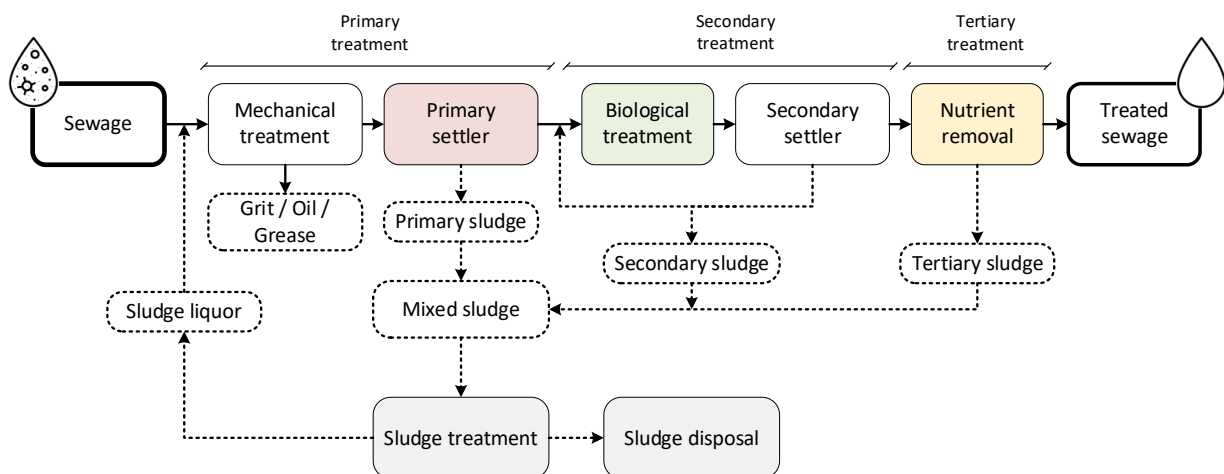 Primary
treatment
Secondary
treatment
Tertiary
treatment
Sewage
Mechanical
treatment
Primary
settler
Biological
treatment
Secondary
settler
Nutrient
removal
Treated
sewage
Grit / Oil /
Grease
Primary sludge
Secondary sludge
Tertiary sludge
Sludge liquor
Mixed sludge
Sludge treatment
Sludge disposal